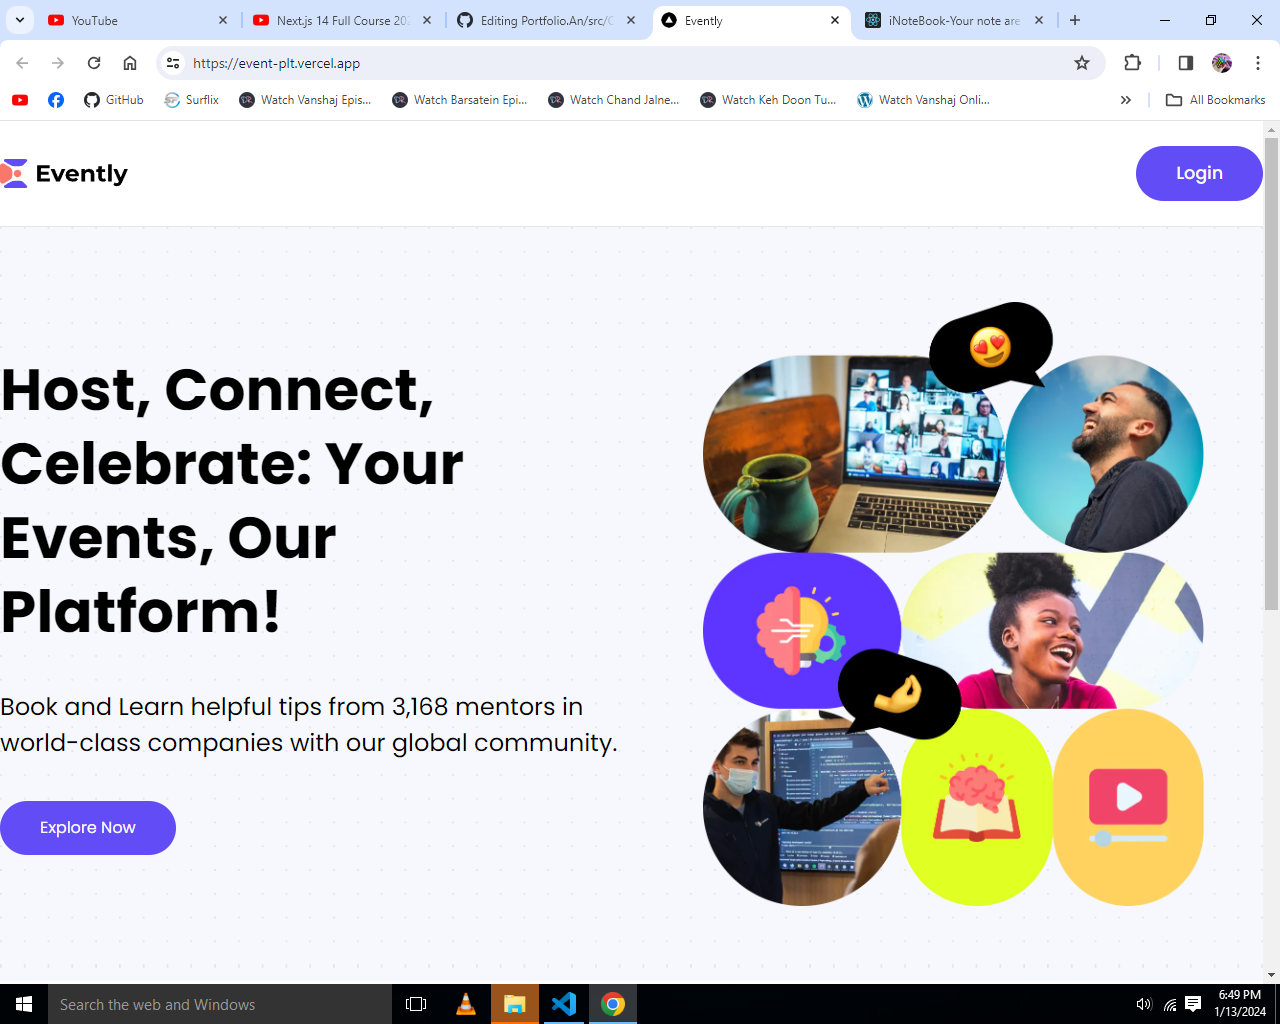 YouTube
Next.js 14 Full Course 202
Editing Portfolio.An/src/C
Evently
iNoteBook-Your note are
https://event-plt.vercel.app
GitHub
Surflix
Watch Vanshaj Epis...
Watch Barsatein Epi...
Watch Chand Jalne...
Watch Keh Doon Tu...
Watch Vanshaj Onli...
All Bookmarks
Evently
Login
Host, Connect,
Celebrate: Your
Events, Our
Platform!
Book and Learn helpful tips from 3,168 mentors in
world-class companies with our global community.
Explore Now
Search the web and Windows
6:49 PM
1/13/2024